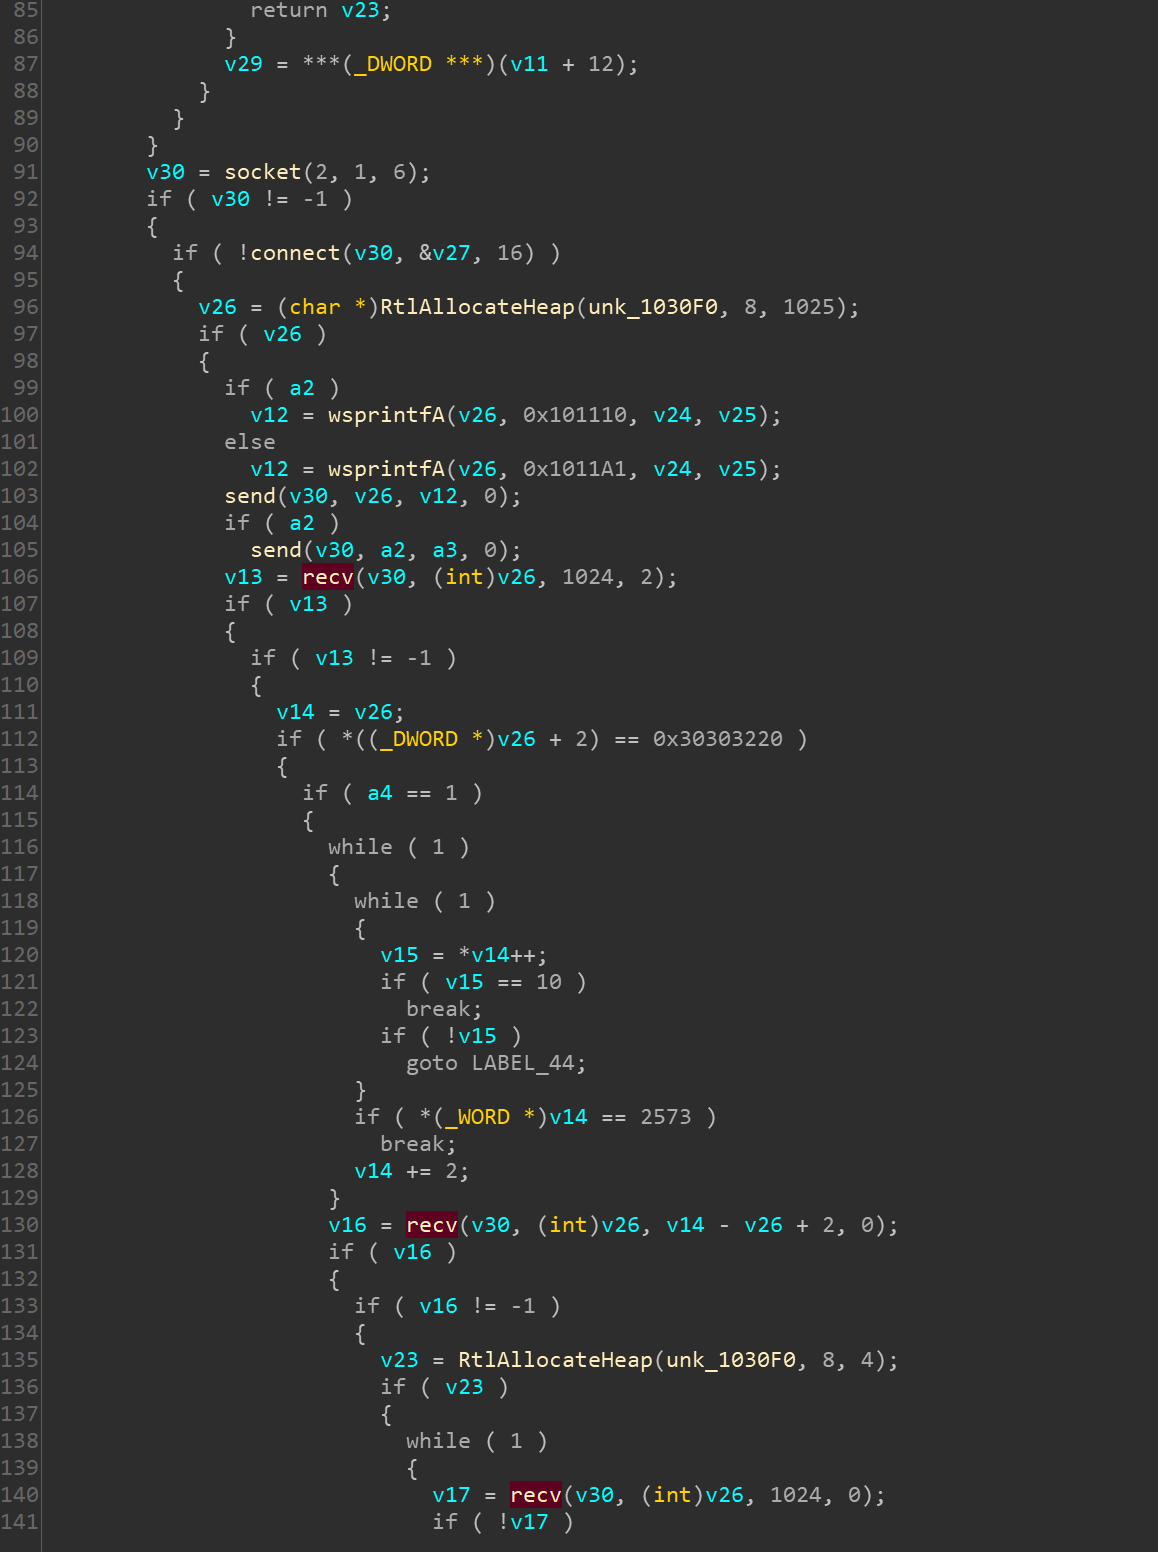 85 return v23;
86 }
87 v29 = ***(_DWORD ***)(v11 + 12);
88 }
89 }
90 }
91 v30 = socket(2, 1, 6);
92 if ( v30 != -1 )
93 {
94 if ( !connect(v30, &v27, 16) )
95 {
96 v26 = (char *)RtlAllocateHeap(unk_1030F0, 8, 1025);
97 if ( v26 )
98 {
99 if ( a2 )
100 v12 = wsprintfA(v26, 0x101110, v24, v25);
101 else
102 v12 = wsprintfA(v26, 0x1011A1, v24, v25);
103 send(v30, v26, v12, 0);
104 if ( a2 )
105 send(v30, a2, a3, 0);
106 v13 = recv(v30, (int)v26, 1024, 2);
107 if ( v13 )
108 {
109 if ( v13 != -1 )
110 {
111 v14 = v26;
112 if ( *((_DWORD *)v26 + 2) == 0x30303220 )
113 {
114 if ( a4 == 1 )
115 {
116 while ( 1 )
117 {
118 while ( 1 )
119 {
120 v15 = *v14++;
121 if ( v15 == 10 )
122 break;
123 if ( !v15 )
124 goto LABEL_44;
125 }
126 if ( *(_WORD *)v14 == 2573 )
127 break;
128 v14 += 2;
129 }
130 v16 = recv(v30, (int)v26, v14 - v26 + 2, 0);
131 if ( v16 )
132 {
133 if ( v16 != -1 )
134 {
135 v23 = RtlAllocateHeap(unk_1030F0, 8, 4);
136 if ( v23 )
137 {
138 while ( 1 )
139 {
140 v17 = recv(v30, (int)v26, 1024, 0);
141 if ( !v17 )